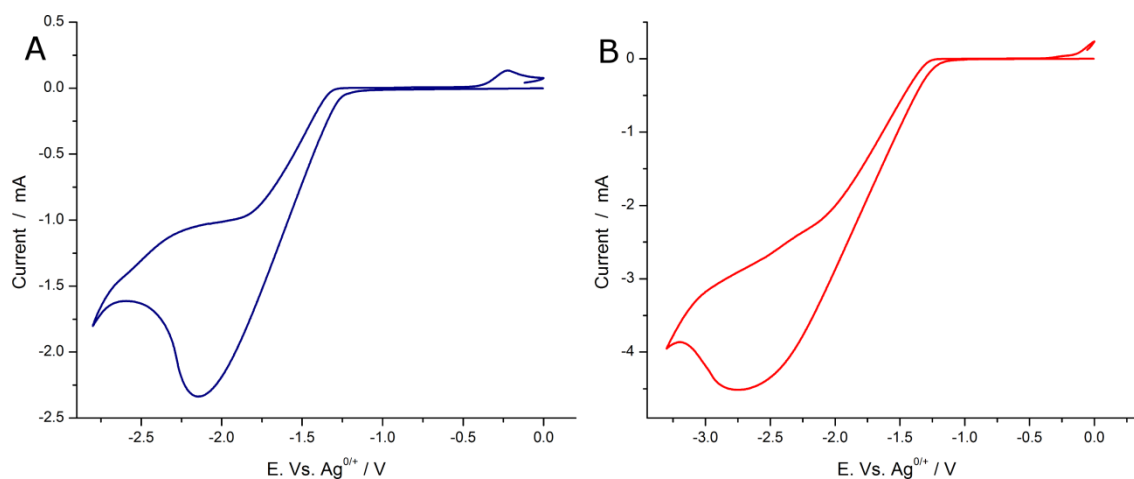 A
0.5
0.0
-0.5
-1.0
-1.5
-2.0
-2.5
Current / mA
-2.5 -2.0 -1.5 -1.0 -0.5 0.0
E. Vs. Ag0/+ / V
B
0
-1
-2
-3
-4
Current / mA
-3.0 -2.5 -2.0 -1.5 -1.0 -0.5 0.0
E. Vs. Ag0/+ / V